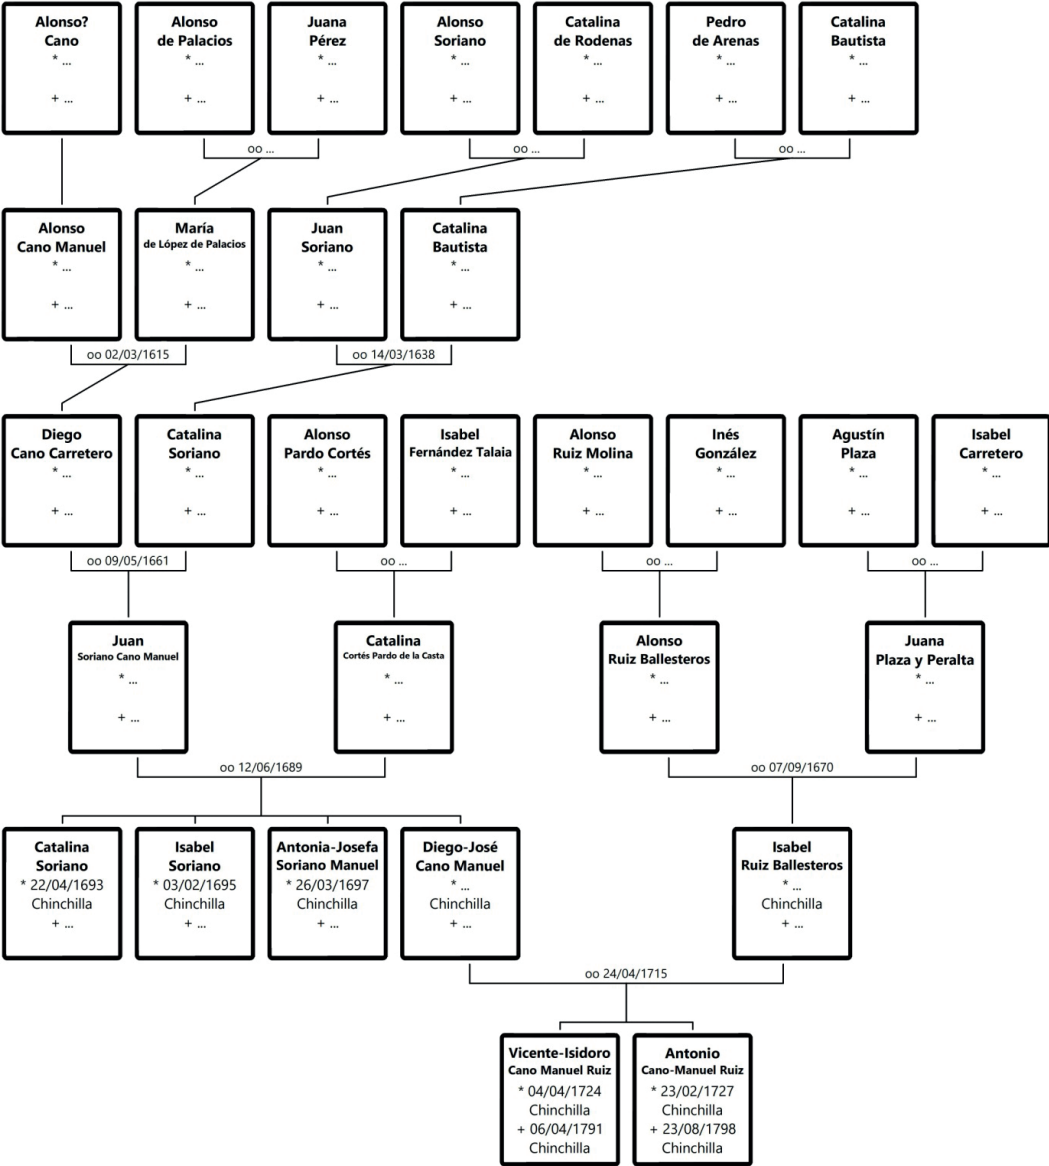 Alonso?
Cano
* ...
+ ...
Alonso
de Palacios
* ...
+ ...
Juana
Pérez
* ...
+ ...
Alonso
Soriano
* ...
+ ...
Catalina
de Rodenas
* ...
+ ...
Pedro
de Arenas
* ...
+ ...
Catalina
Bautista
* ...
+ ...
oo ...
oo ...
oo ...
Alonso
Cano Manuel
* ...
+ ...
María
de López de Palacios
* ...
+ ...
Juan
Soriano
* ...
+ ...
Catalina
Bautista
* ...
+ ...
oo 02/03/1615
oo 14/03/1638
Diego
Cano Carretero
* ...
+ ...
Catalina
Soriano
* ...
+ ...
Alonso
Pardo Cortés
* ...
+ ...
Isabel
Fernández Talaia
* ...
+ ...
Alonso
Ruiz Molina
* ...
+ ...
Inés
González
* ...
+ ...
Agustín
Plaza
* ...
+ ...
Isabel
Carretero
* ...
+ ...
oo 09/05/1661
oo ...
oo ...
oo ...
Juan
Soriano Cano Manuel
* ...
+ ...
Catalina
Cortés Pardo de la Casta
* ...
+ ...
Alonso
Ruiz Ballesteros
* ...
+ ...
Juana
Plaza y Peralta
* ...
+ ...
oo 12/06/1689
oo 07/09/1670
Catalina
Soriano
* 22/04/1693
Chinchilla
+ ...
Isabel
Soriano
* 03/02/1695
Chinchilla
+ ...
Antonia-Josefa
Soriano Manuel
* 26/03/1697
Chinchilla
+ ...
Diego-José
Cano Manuel
* ...
Chinchilla
+ ...
Isabel
Ruiz Ballesteros
* ...
Chinchilla
+ ...
oo 24/04/1715
Vicente-Isidoro
Cano Manuel Ruiz
* 04/04/1724
Chinchilla
+ 06/04/1791
Chinchilla
Antonio
Cano-Manuel Ruiz
* 23/02/1727
Chinchilla
+ 23/08/1798
Chinchilla